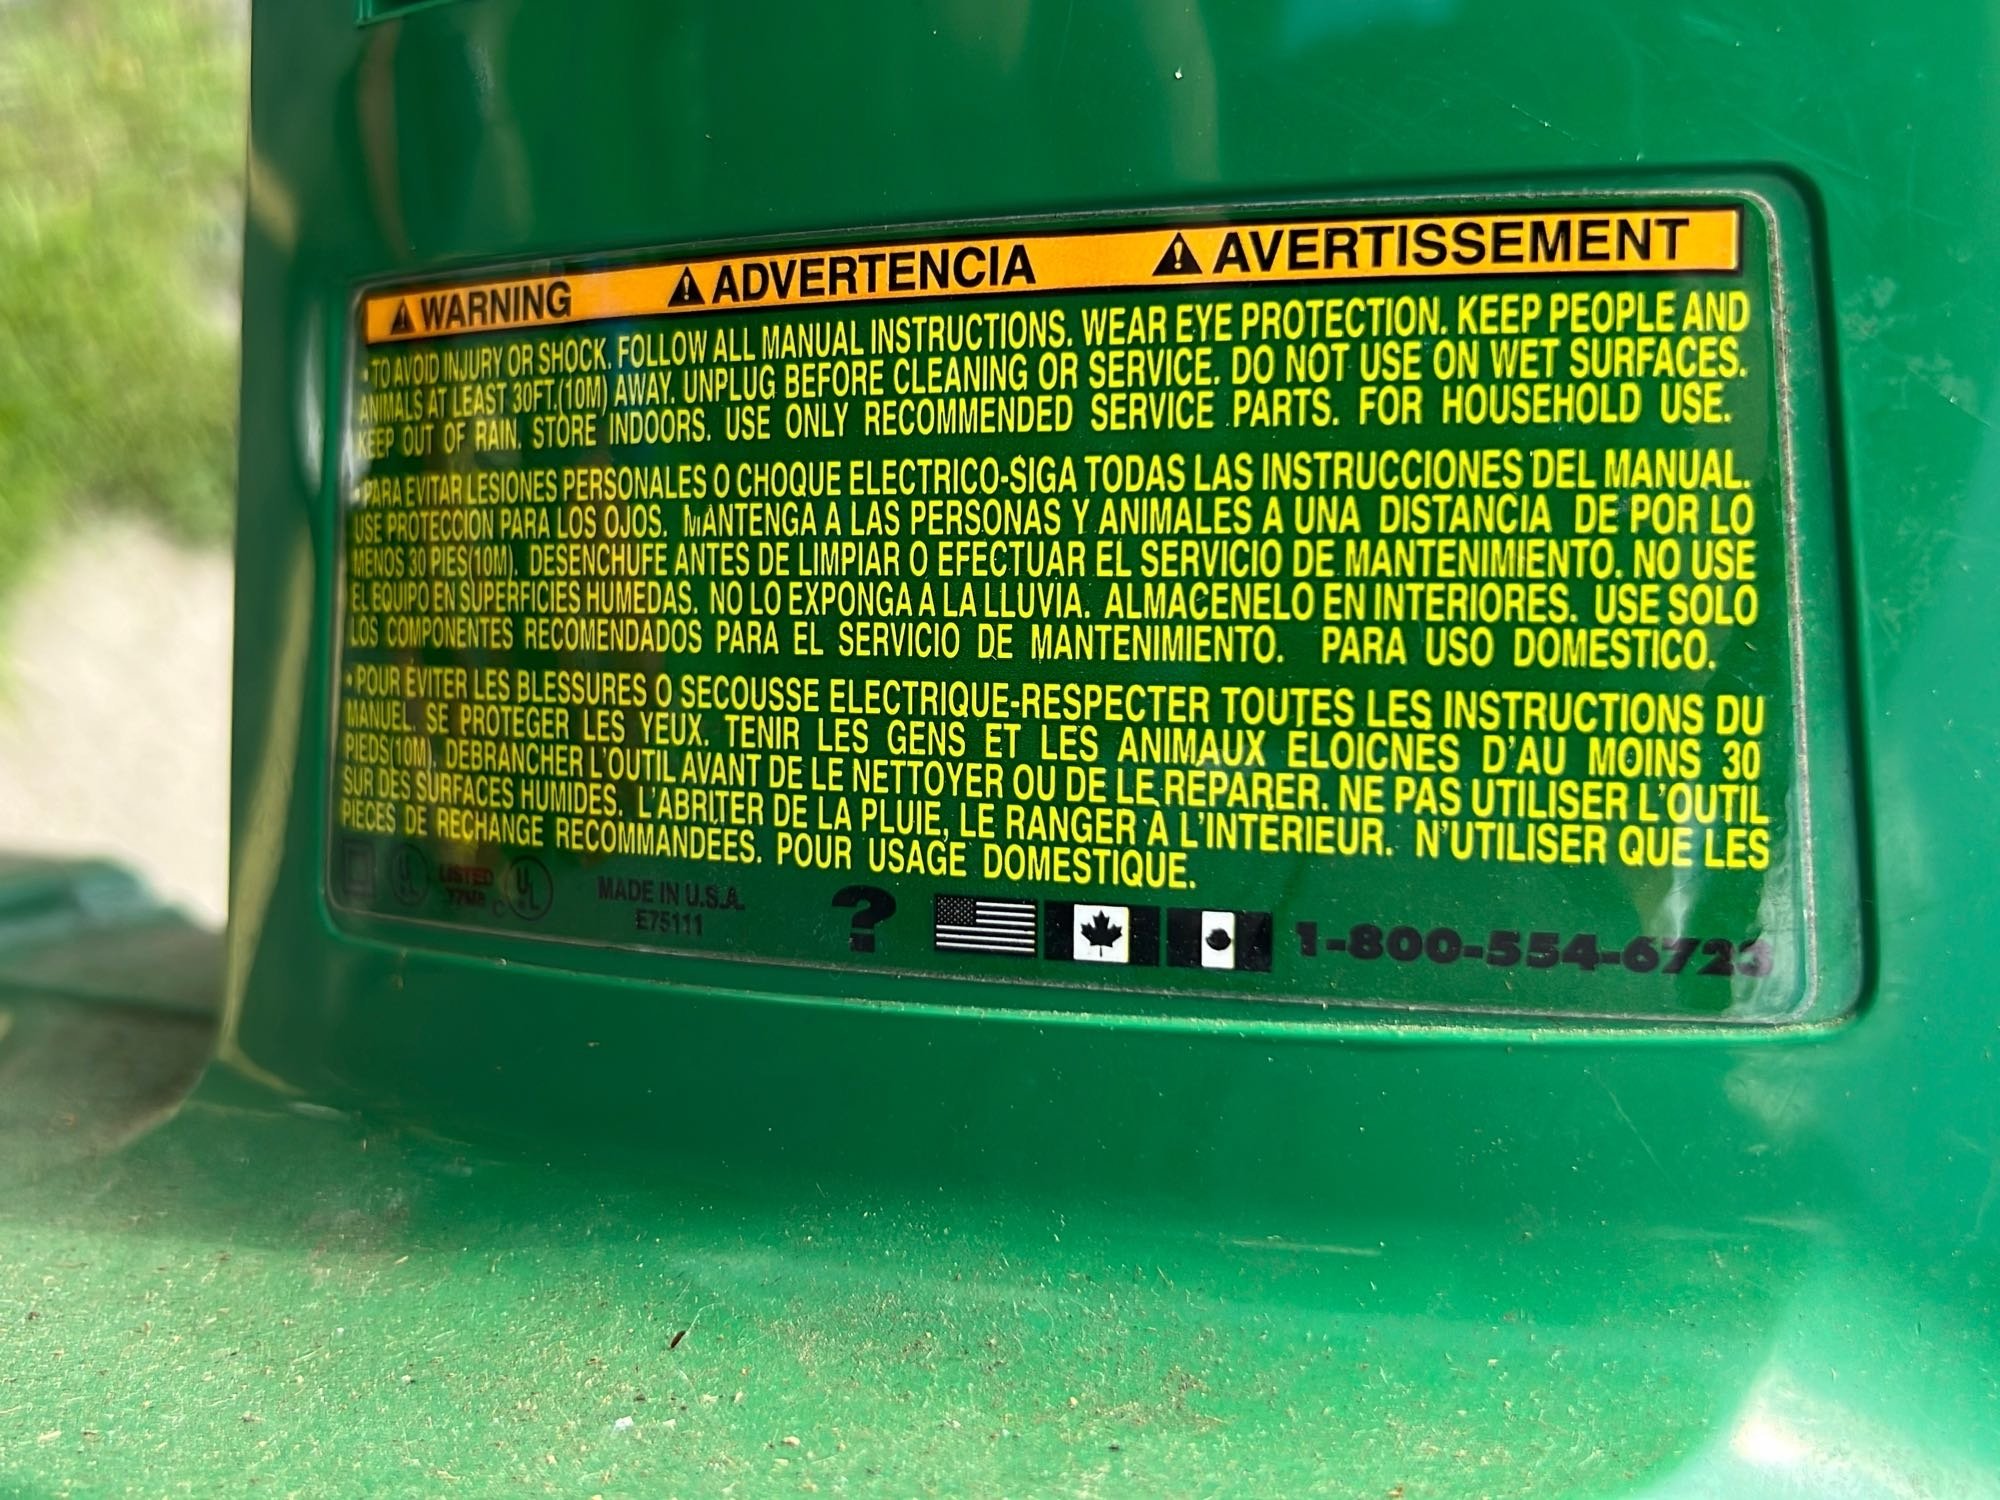 ⚠ WARNING ⚠ ADVERTENCIA ⚠ AVERTISSEMENT
• TO AVOID INJURY OR SHOCK. FOLLOW ALL MANUAL INSTRUCTIONS. WEAR EYE PROTECTION. KEEP PEOPLE AND
ANIMALS AT LEAST 30FT.(10M) AWAY. UNPLUG BEFORE CLEANING OR SERVICE. DO NOT USE ON WET SURFACES.
KEEP OUT OF RAIN. STORE INDOORS. USE ONLY RECOMMENDED SERVICE PARTS. FOR HOUSEHOLD USE.
• PARA EVITAR LESIONES PERSONALES O CHOQUE ELECTRICO-SIGA TODAS LAS INSTRUCCIONES DEL MANUAL.
USE PROTECCION PARA LOS OJOS. MANTENGA A LAS PERSONAS Y ANIMALES A UNA DISTANCIA DE POR LO
MENOS 30 PIES(10M). DESENCHUFE ANTES DE LIMPIAR O EFECTUAR EL SERVICIO DE MANTENIMIENTO. NO USE
EL EQUIPO EN SUPERFICIES HUMEDAS. NO LO EXPONGA A LA LLUVIA. ALMACENELO EN INTERIORES. USE SOLO
LOS COMPONENTES RECOMENDADOS PARA EL SERVICIO DE MANTENIMIENTO. PARA USO DOMESTICO.
• POUR EVITER LES BLESSURES O SECOUSSE ELECTRIQUE-RESPECTER TOUTES LES INSTRUCTIONS DU
MANUEL. SE PROTEGER LES YEUX. TENIR LES GENS ET LES ANIMAUX ELOICNES D'AU MOINS 30
PIEDS(10M). DEBRANCHER L'OUTIL AVANT DE LE NETTOYER OU DE LE REPARER. NE PAS UTILISER L'OUTIL
SUR DES SURFACES HUMIDES. L'ABRITER DE LA PLUIE, LE RANGER À L'INTERIEUR. N'UTILISER QUE LES
PIECES DE RECHANGE RECOMMANDÉES. POUR USAGE DOMESTIQUE.
UL LISTED C UL MADE IN U.S.A. ? 1-800-554-6723
E75111